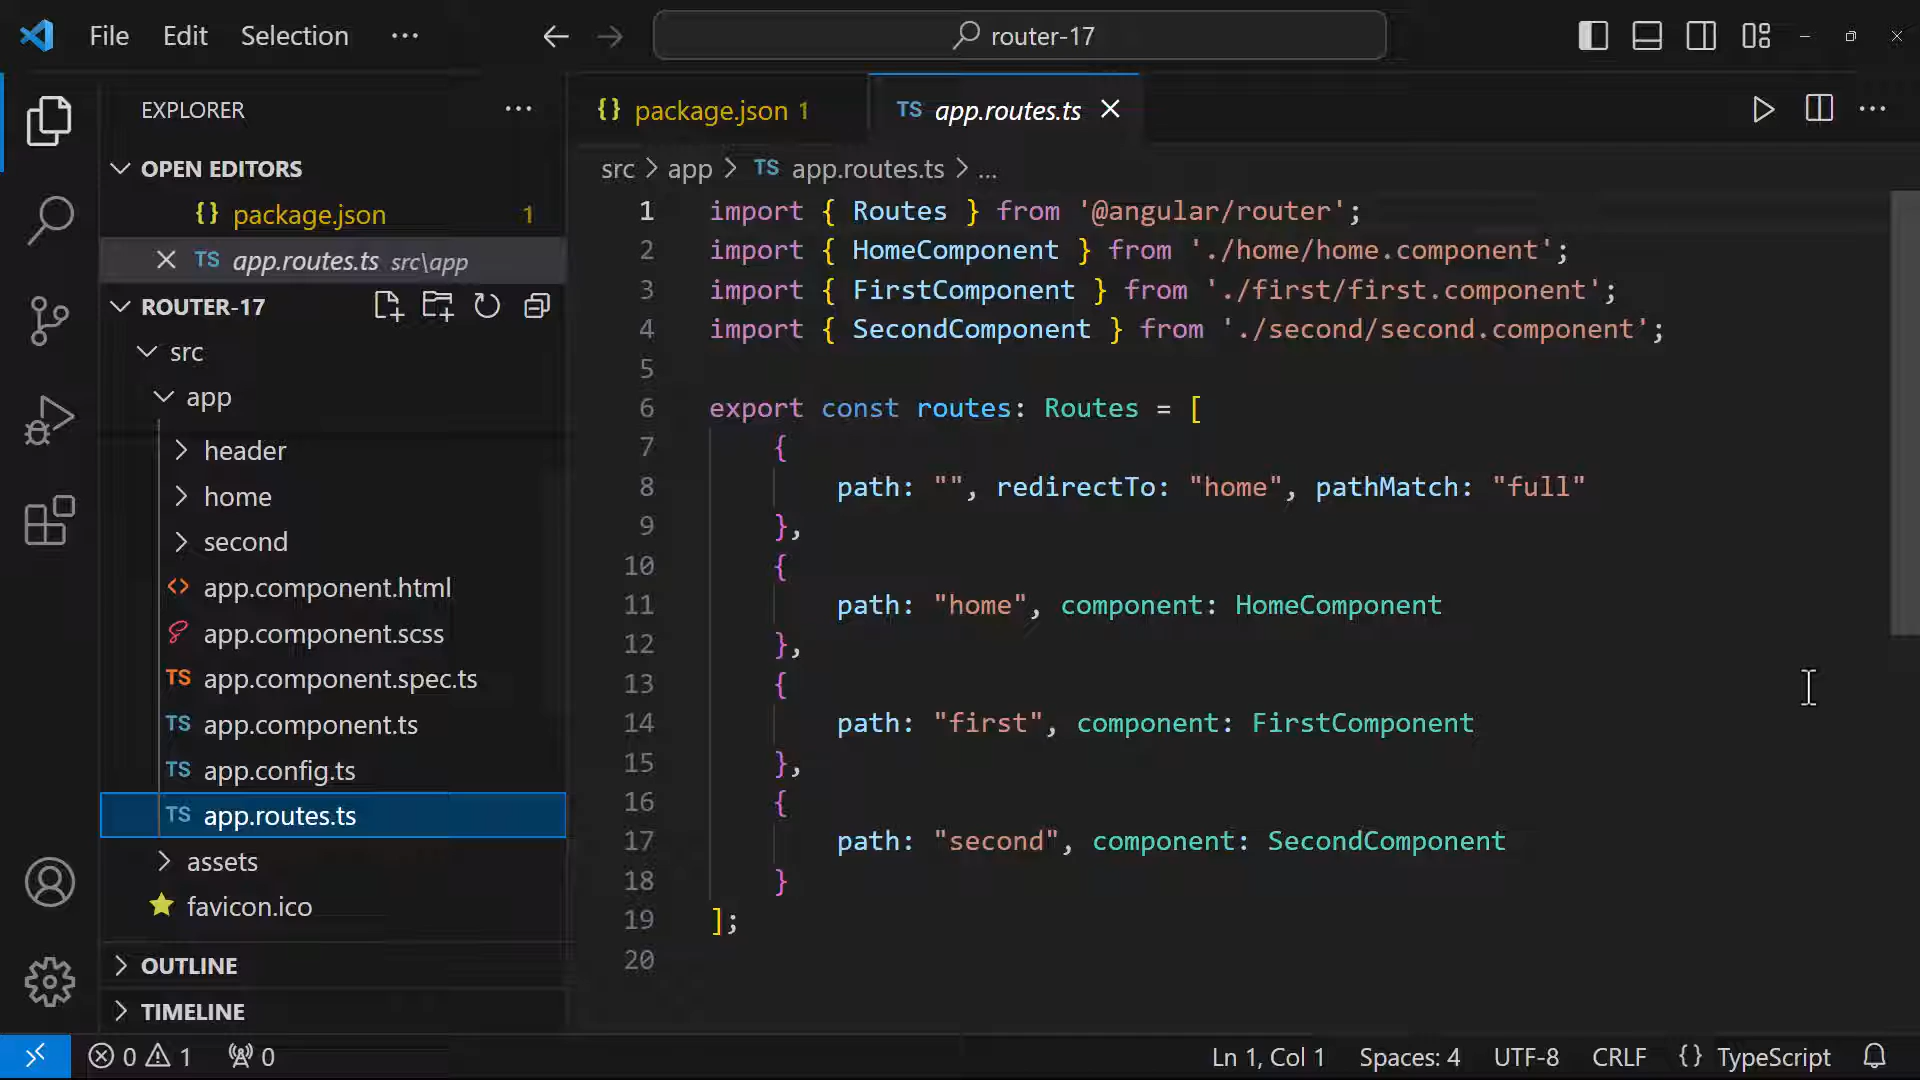 File Edit Selection ··· router-17
EXPLORER ···
OPEN EDITORS
{} package.json 1
TS app.routes.ts src\app
ROUTER-17
src
app
header
home
second
app.component.html
app.component.scss
TS app.component.spec.ts
TS app.component.ts
TS app.config.ts
TS app.routes.ts
assets
favicon.ico
OUTLINE
TIMELINE
{} package.json 1 TS app.routes.ts
src > app > TS app.routes.ts > ...
1 import { Routes } from '@angular/router';
2 import { HomeComponent } from './home/home.component';
3 import { FirstComponent } from './first/first.component';
4 import { SecondComponent } from './second/second.component';
5
6 export const routes: Routes = [
7 {
8 path: "", redirectTo: "home", pathMatch: "full"
9 },
10 {
11 path: "home", component: HomeComponent
12 },
13 {
14 path: "first", component: FirstComponent
15 },
16 {
17 path: "second", component: SecondComponent
18 }
19 ];
20
0 1 0 Ln 1, Col 1 Spaces: 4 UTF-8 CRLF {} TypeScript